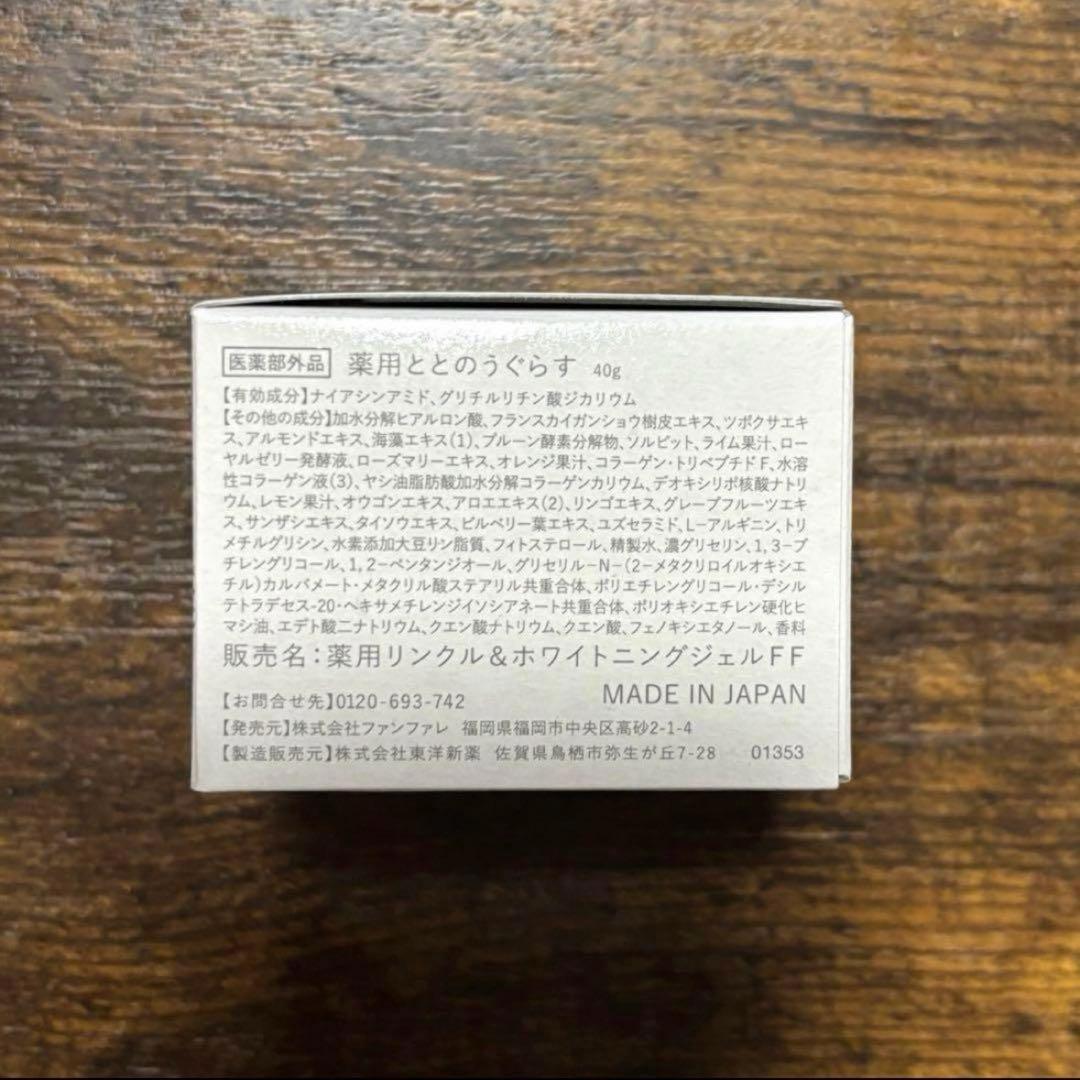 医薬部外品 薬用ととのうぐらす 40g
【有効成分】ナイアシンアミド、グリチルリチン酸ジカリウム
【その他の成分】加水分解ヒアルロン酸、フランスカイガンショウ樹皮エキス、ツボクサエキ
ス、アルモンドエキス、海藻エキス(1)、プルーン酵素分解物、ソルビット、ライム果汁、ロー
ヤルゼリー発酵液、ローズマリーエキス、オレンジ果汁、コラーゲン・トリペプチドF、水溶
性コラーゲン液(3)、ヤシ油脂肪酸加水分解コラーゲンカリウム、デオキシリボ核酸ナトリ
ウム、レモン果汁、オウゴンエキス、アロエエキス(2)、リンゴエキス、グレープフルーツエキ
ス、サンザシエキス、タイソウエキス、ビルベリー葉エキス、ユズセラミド、L-アルギニン、トリ
メチルグリシン、水素添加大豆リン脂質、フィトステロール、精製水、濃グリセリン、1,3-ブ
チレングリコール、1,2-ペンタンジオール、グリセリル-N-(2-メタクリロイルオキシエ
チル)カルバメート・メタクリル酸ステアリル共重合体、ポリエチレングリコール・デシル
テトラデセス-20・ヘキサメチレンジイソシアネート共重合体、ポリオキシエチレン硬化ヒ
マシ油、エデト酸二ナトリウム、クエン酸ナトリウム、クエン酸、フェノキシエタノール、香料
販売名:薬用リンクル&ホワイトニングジェルFF
【お問合せ先】0120-693-742 MADE IN JAPAN
【発売元】株式会社ファンファレ 福岡県福岡市中央区高砂2-1-4
【製造販売元】株式会社東洋新薬 佐賀県鳥栖市弥生が丘7-28 01353